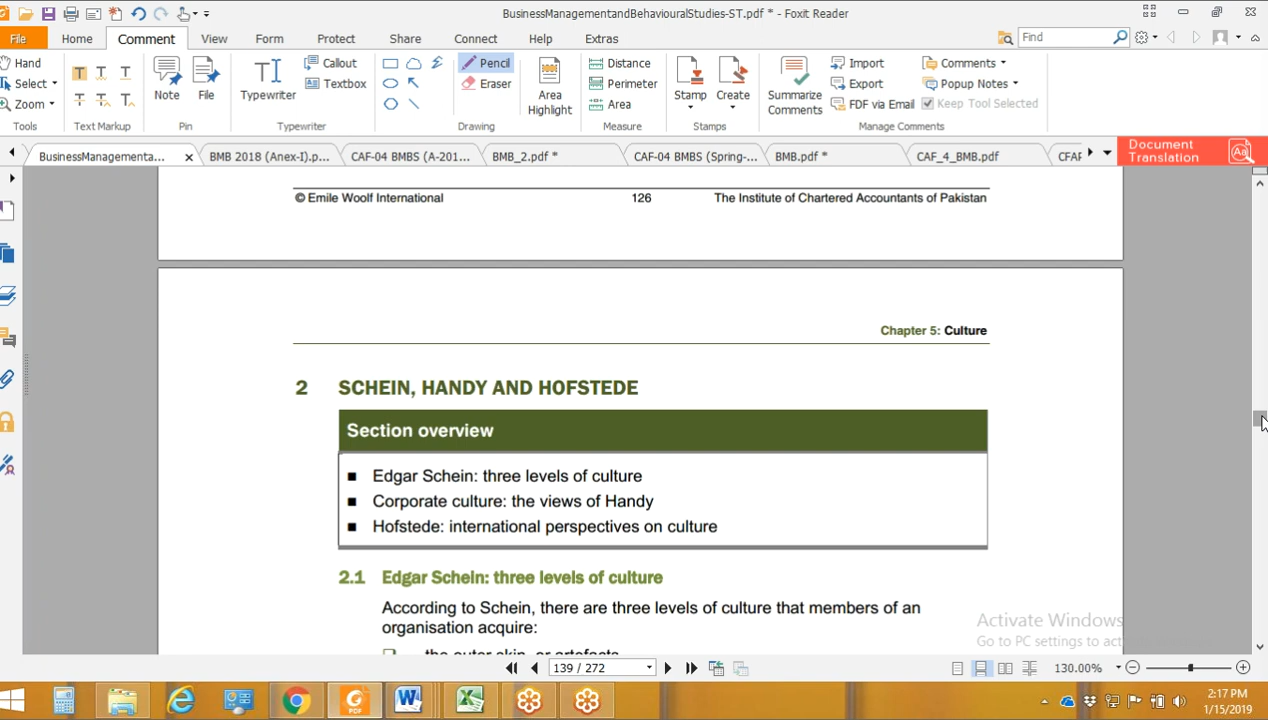 BusinessManagementandBehaviouralStudies-ST.pdf * - Foxit Reader
File Home Comment View Form Protect Share Connect Help Extras Find
Hand
Select
Zoom
Tools
T T T
T T T
Text Markup
Note File
Pin
Typewriter
Callout
Textbox
Typewriter
Pencil
Eraser
Drawing
Area
Highlight
Distance
Perimeter
Area
Measure
Stamp Create
Stamps
Summarize
Comments
Import
Export
FDF via Email
Comments
Popup Notes
Keep Tool Selected
Manage Comments
BusinessManagementa... BMB 2018 (Anex-I).p... CAF-04 BMBS (A-201... BMB_2.pdf * CAF-04 BMBS (Spring-... BMB.pdf * CAF_4_BMB.pdf CFAP
Document
Translation
© Emile Woolf International 126 The Institute of Chartered Accountants of Pakistan
Chapter 5: Culture
2 SCHEIN, HANDY AND HOFSTEDE
Section overview
■ Edgar Schein: three levels of culture
■ Corporate culture: the views of Handy
■ Hofstede: international perspectives on culture
2.1 Edgar Schein: three levels of culture
According to Schein, there are three levels of culture that members of an
organisation acquire:
the outer skin, or artefacts
Activate Windows
Go to PC settings to act
139 / 272 130.00%
PDF
2:17 PM
1/15/2019